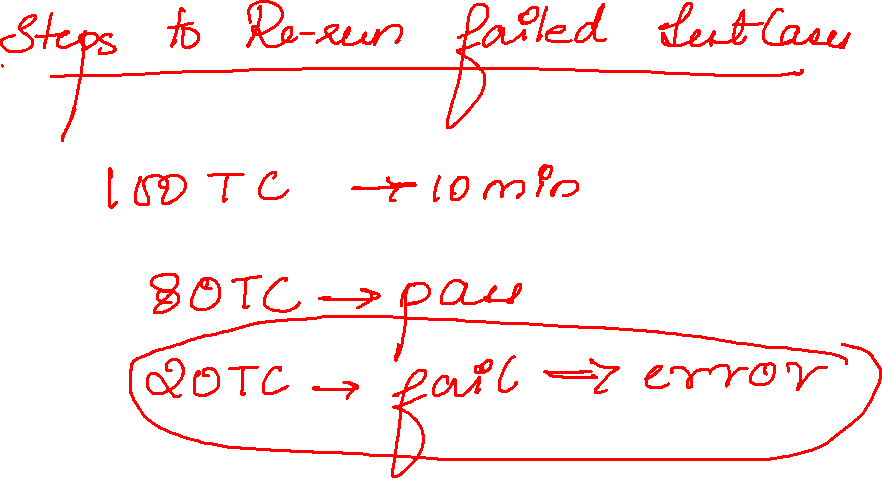 Steps to Re-run failed testcases
100 TC → 10 min
80TC → pass
20TC → fail => error